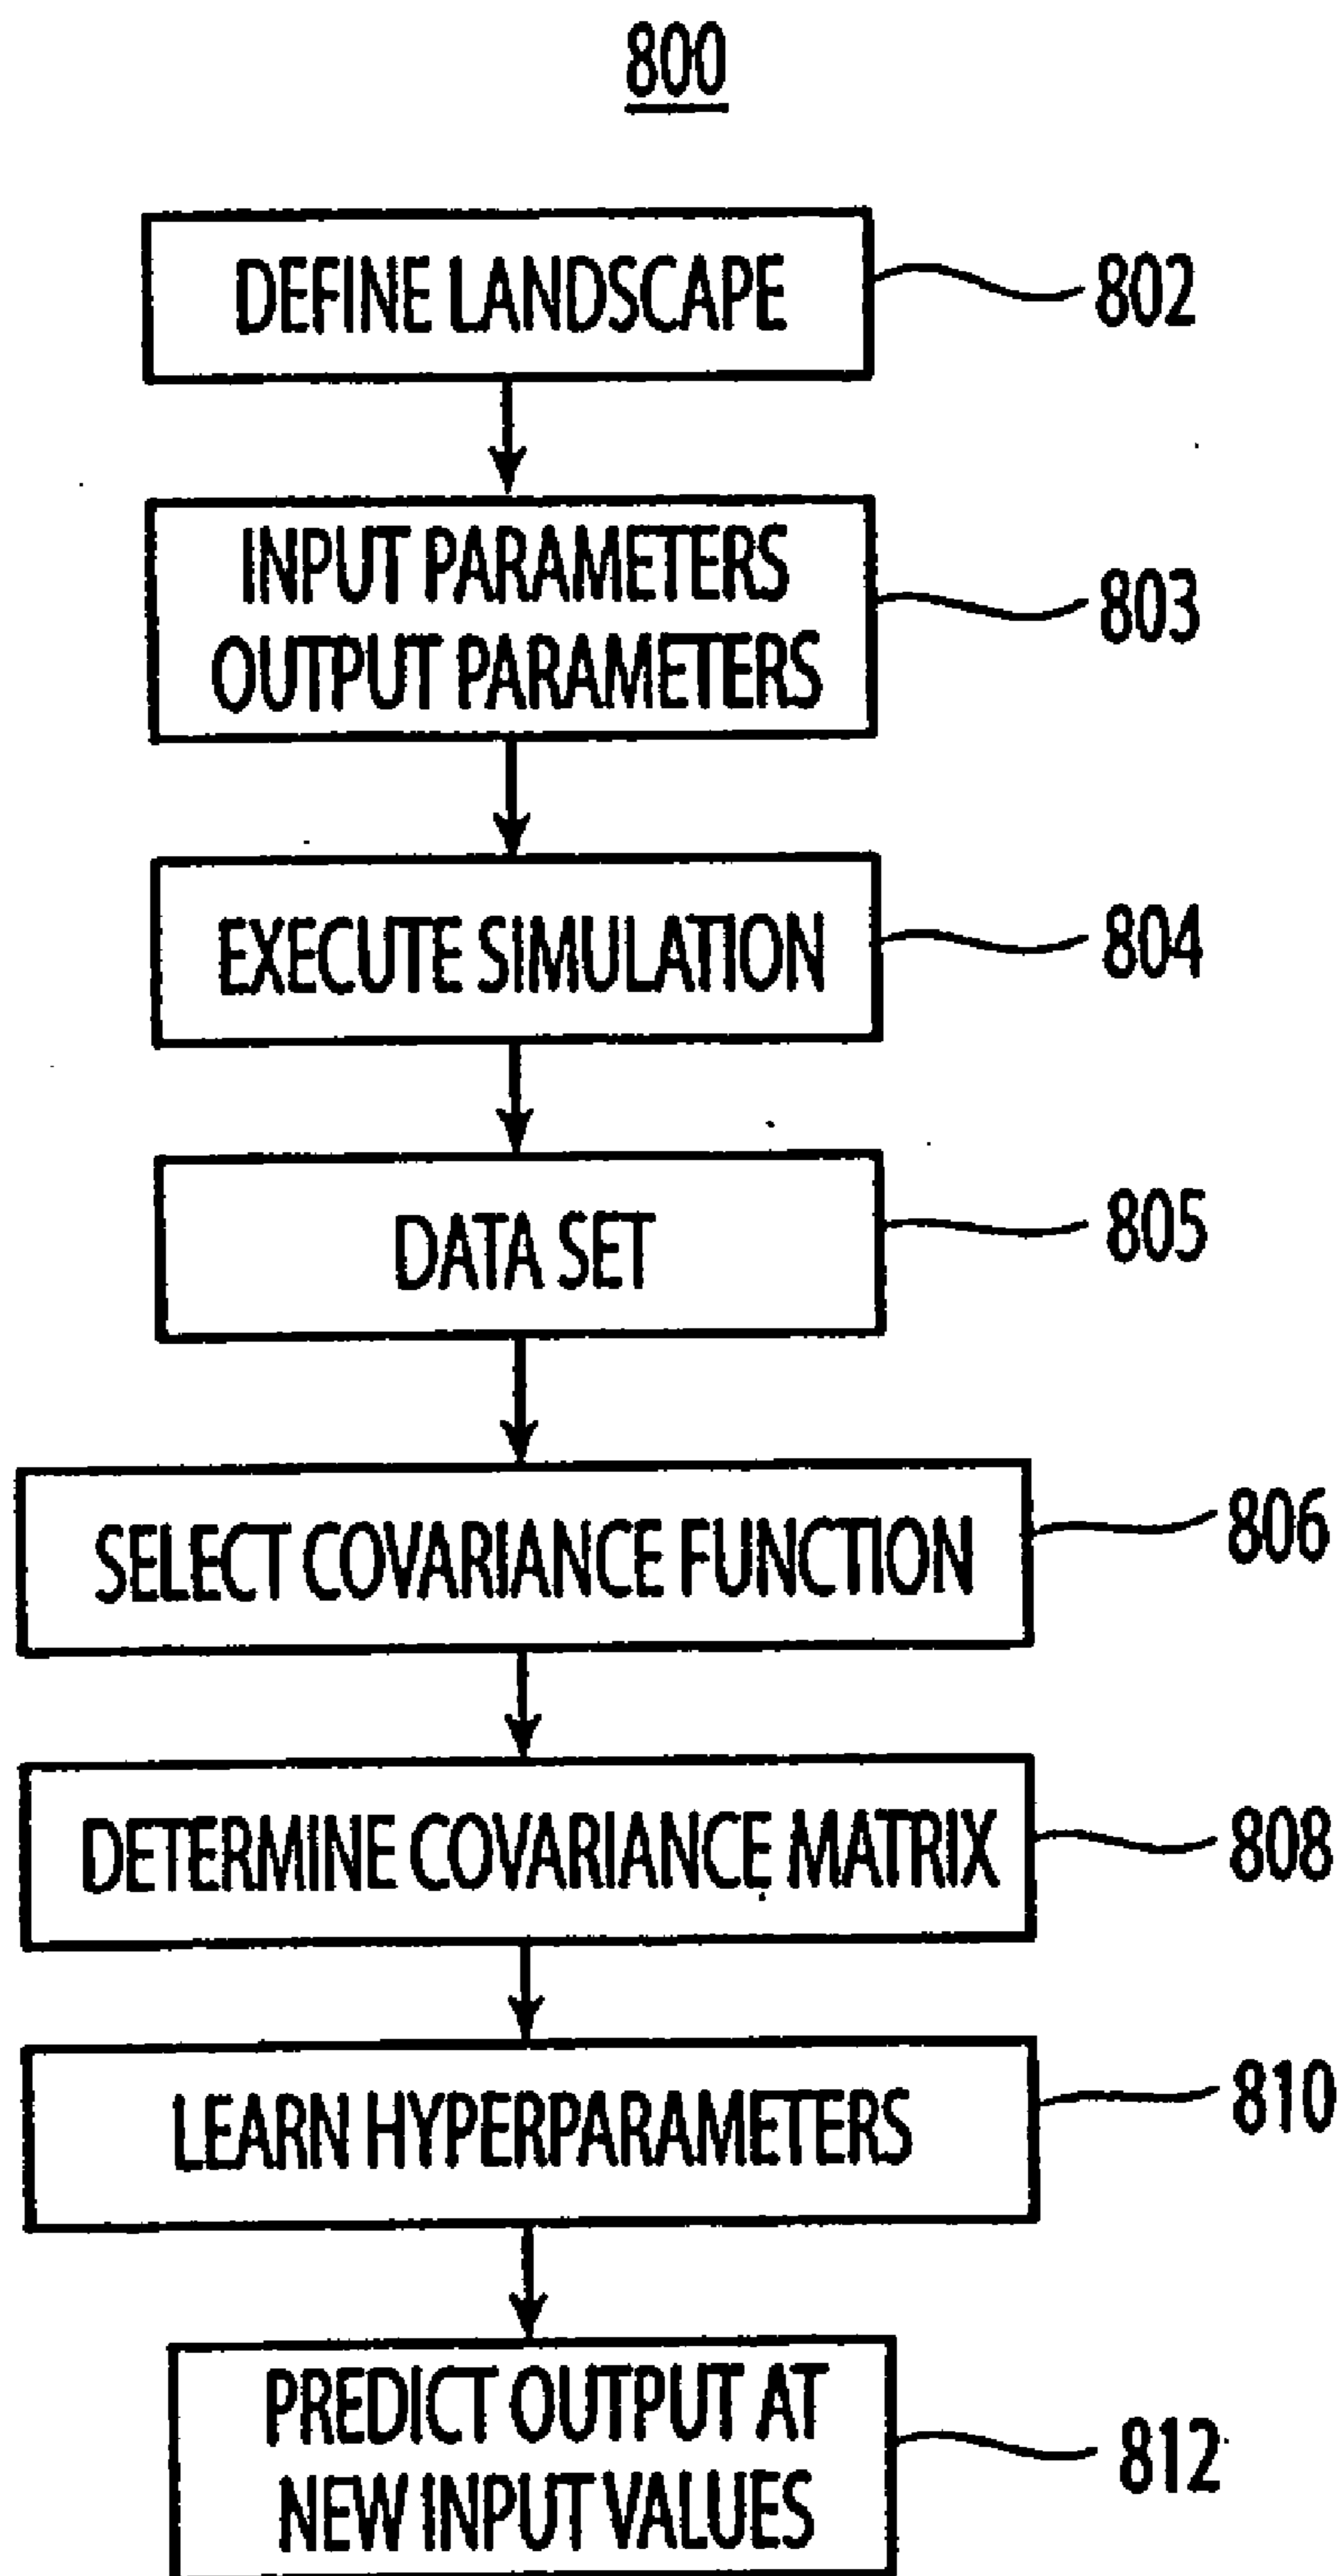 800
DEFINE LANDSCAPE
802
INPUT PARAMETERS
OUTPUT PARAMETERS
803
EXECUTE SIMULATION
804
DATA SET
805
SELECT COVARIANCE FUNCTION
806
DETERMINE COVARIANCE MATRIX
808
LEARN HYPERPARAMETERS
810
PREDICT OUTPUT AT
NEW INPUT VALUES
812